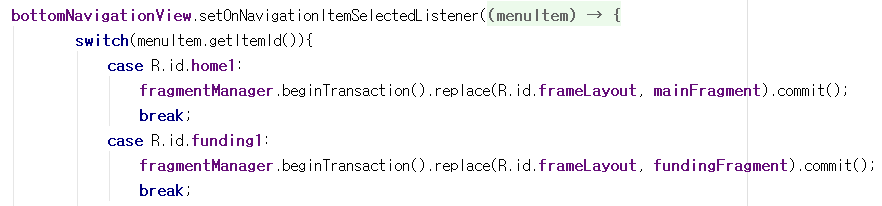 bottomNavigationView.setOnNavigationItemSelectedListener((menuItem) → {
switch(menuItem.getItemId()){
case R.id.home1:
fragmentManager.beginTransaction().replace(R.id.frameLayout, mainFragment).commit();
break;
case R.id.funding1:
fragmentManager.beginTransaction().replace(R.id.frameLayout, fundingFragment).commit();
break;